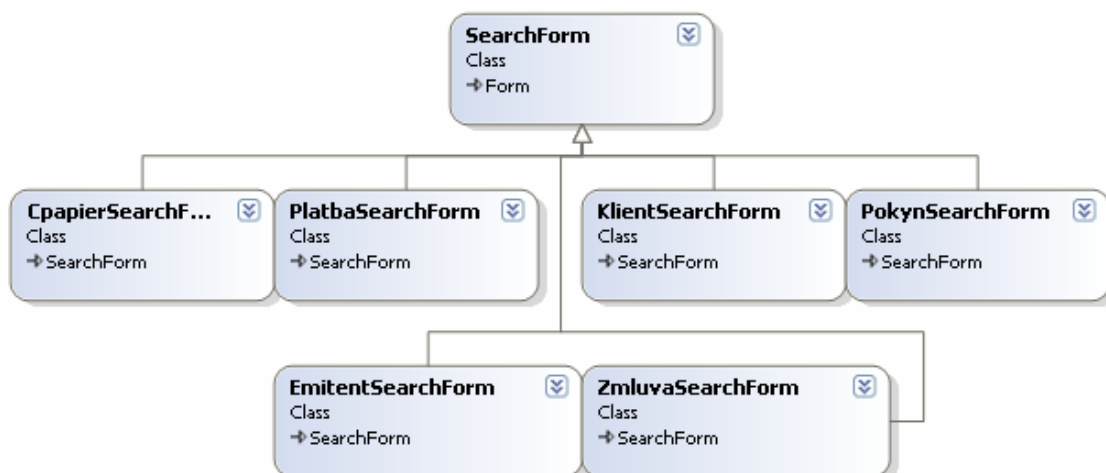 SearchForm
Class
Form
CpapierSearchF...
Class
SearchForm
PlatbaSearchForm
Class
SearchForm
KlientSearchForm
Class
SearchForm
PokynSearchForm
Class
SearchForm
EmitentSearchForm
Class
SearchForm
ZmluvaSearchForm
Class
SearchForm